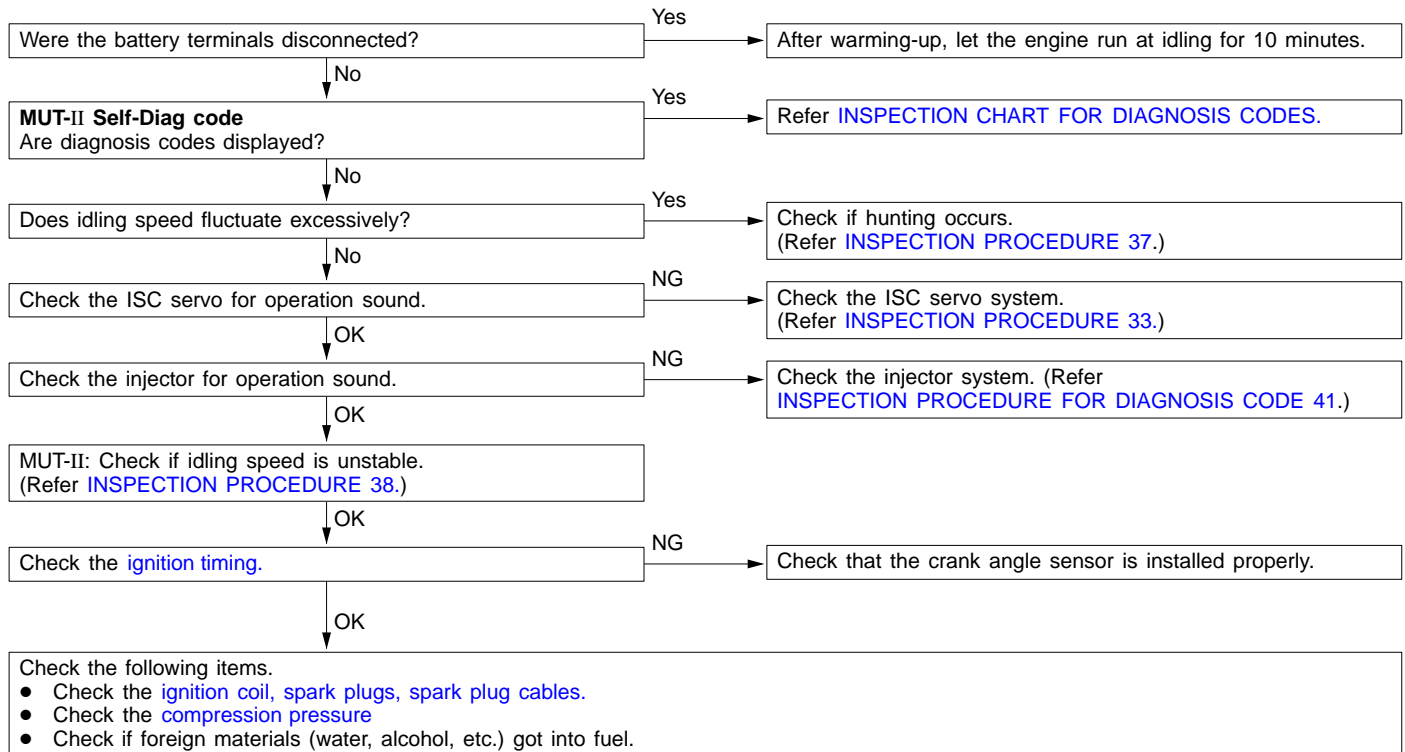 Were the battery terminals disconnected?
Yes
After warming-up, let the engine run at idling for 10 minutes.
No
MUT-II Self-Diag code
Are diagnosis codes displayed?
Yes
Refer INSPECTION CHART FOR DIAGNOSIS CODES.
No
Does idling speed fluctuate excessively?
Yes
Check if hunting occurs.
(Refer INSPECTION PROCEDURE 37.)
No
Check the ISC servo for operation sound.
NG
Check the ISC servo system.
(Refer INSPECTION PROCEDURE 33.)
OK
Check the injector for operation sound.
NG
Check the injector system. (Refer
INSPECTION PROCEDURE FOR DIAGNOSIS CODE 41.)
OK
MUT-II: Check if idling speed is unstable.
(Refer INSPECTION PROCEDURE 38.)
OK
Check the ignition timing.
NG
Check that the crank angle sensor is installed properly.
OK
Check the following items.
● Check the ignition coil, spark plugs, spark plug cables.
● Check the compression pressure
● Check if foreign materials (water, alcohol, etc.) got into fuel.